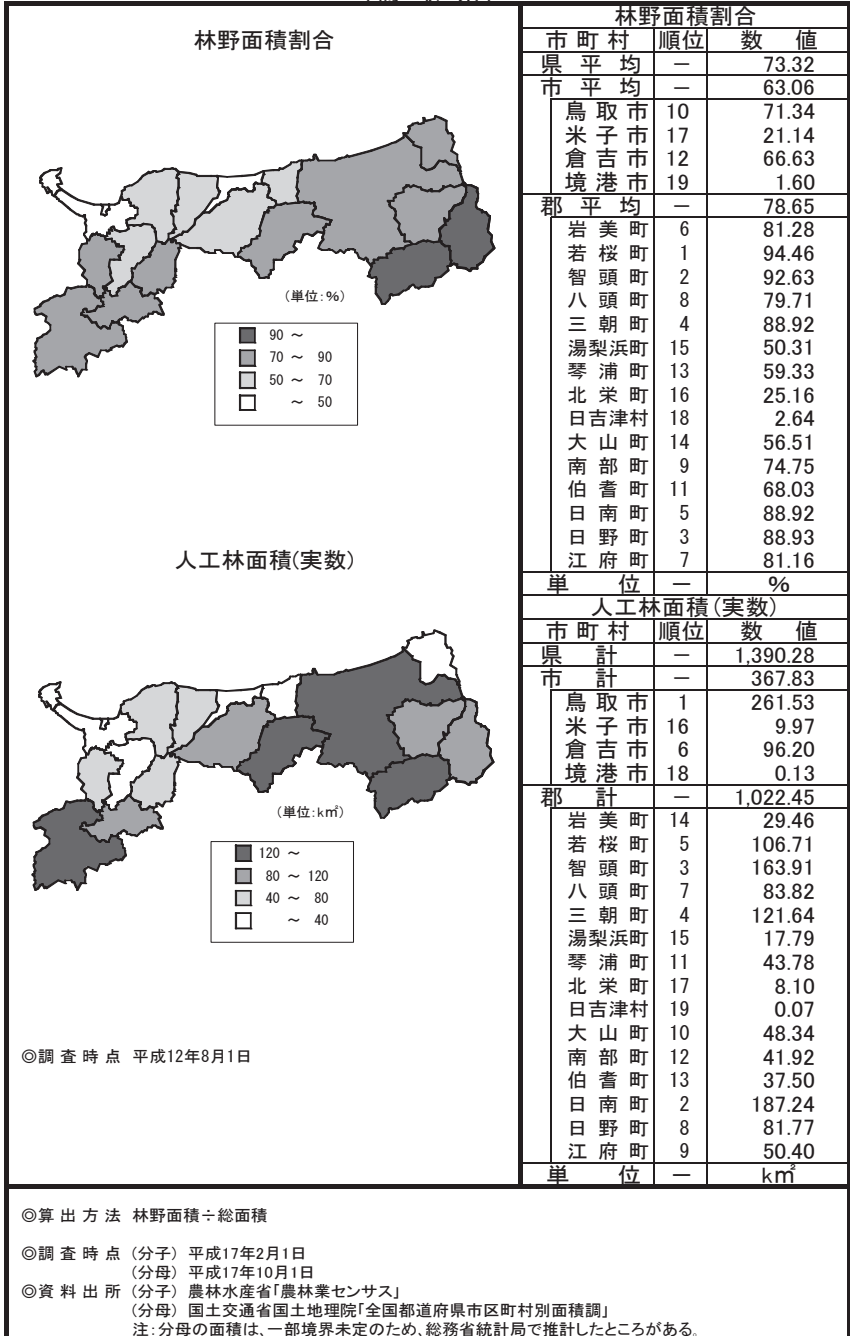 林野面積割合
(単位:%)
90 ～
70 ～ 90
50 ～ 70
～ 50
人工林面積(実数)
(単位:k㎡)
120 ～
80 ～ 120
40 ～ 80
～ 40
◎調 査 時 点 平成12年8月1日
林野面積割合
市 町 村 順位 数 値
県 平 均 － 73.32
市 平 均 － 63.06
鳥 取 市 10 71.34
米 子 市 17 21.14
倉 吉 市 12 66.63
境 港 市 19 1.60
郡 平 均 － 78.65
岩 美 町 6 81.28
若 桜 町 1 94.46
智 頭 町 2 92.63
八 頭 町 8 79.71
三 朝 町 4 88.92
湯梨浜町 15 50.31
琴 浦 町 13 59.33
北 栄 町 16 25.16
日吉津村 18 2.64
大 山 町 14 56.51
南 部 町 9 74.75
伯 耆 町 11 68.03
日 南 町 5 88.92
日 野 町 3 88.93
江 府 町 7 81.16
単 位 － %
人工林面積(実数)
市 町 村 順位 数 値
県 計 － 1,390.28
市 計 － 367.83
鳥 取 市 1 261.53
米 子 市 16 9.97
倉 吉 市 6 96.20
境 港 市 18 0.13
郡 計 － 1,022.45
岩 美 町 14 29.46
若 桜 町 5 106.71
智 頭 町 3 163.91
八 頭 町 7 83.82
三 朝 町 4 121.64
湯梨浜町 15 17.79
琴 浦 町 11 43.78
北 栄 町 17 8.10
日吉津村 19 0.07
大 山 町 10 48.34
南 部 町 12 41.92
伯 耆 町 13 37.50
日 南 町 2 187.24
日 野 町 8 81.77
江 府 町 9 50.40
単 位 － k㎡
◎算 出 方 法 林野面積÷総面積
◎調 査 時 点 (分子) 平成17年2月1日
(分母) 平成17年10月1日
◎資 料 出 所 (分子) 農林水産省「農林業センサス」
(分母) 国土交通省国土地理院「全国都道府県市区町村別面積調」
注:分母の面積は、一部境界未定のため、総務省統計局で推計したところがある。